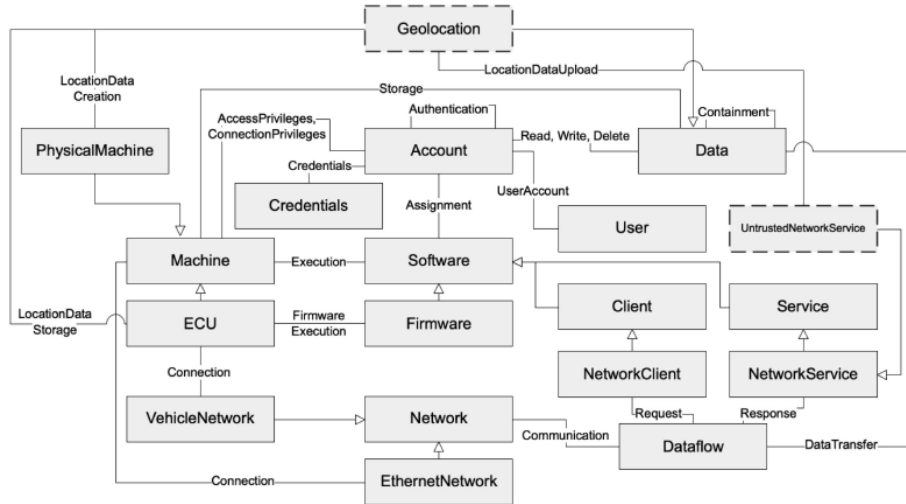 Geolocation
LocationDataUpload
LocationData
Creation
Storage
AccessPrivileges,
ConnectionPrivileges
Authentication
Containment
PhysicalMachine
Account
Read, Write, Delete
Data
Credentials
Credentials
UserAccount
Assignment
User
UntrustedNetworkService
Machine
Execution
Software
LocationData
Storage
ECU
Firmware
Execution
Firmware
Client
Service
Connection
NetworkClient
NetworkService
VehicleNetwork
Network
Request
Response
Communication
Dataflow
DataTransfer
Connection
EthernetNetwork